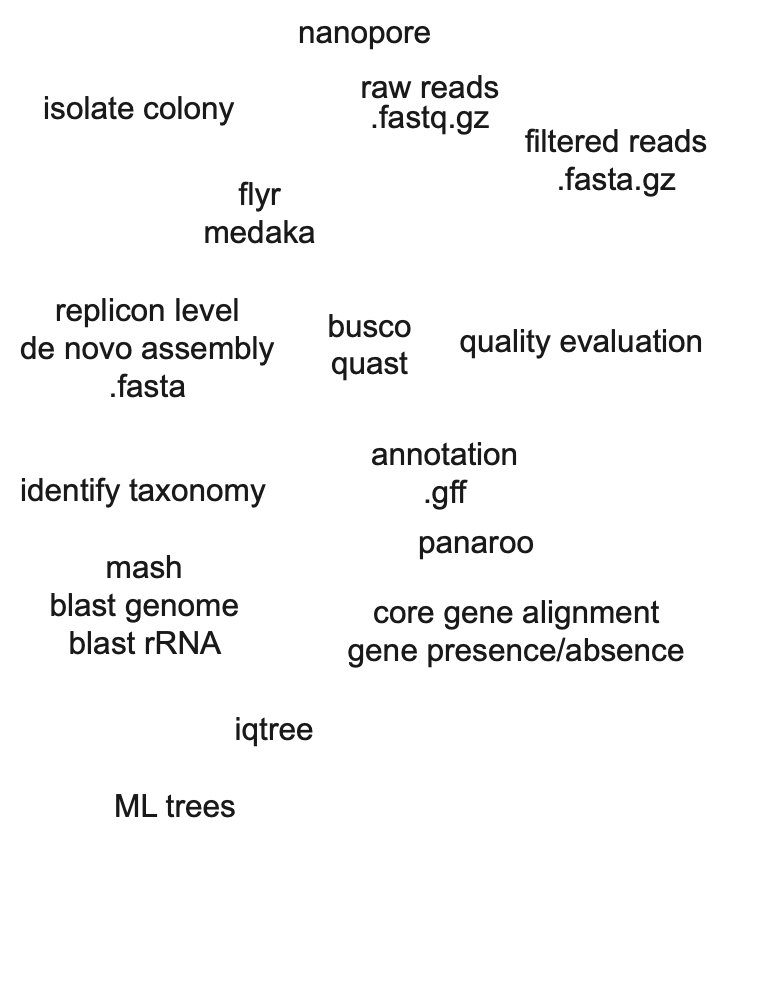 nanopore
isolate colony
raw reads
.fastq.gz
filtered reads
.fasta.gz
flyr
medaka
replicon level
de novo assembly
.fasta
busco
quast
quality evaluation
annotation
.gff
identify taxonomy
panaroo
mash
blast genome
blast rRNA
core gene alignment
gene presence/absence
iqtree
ML trees